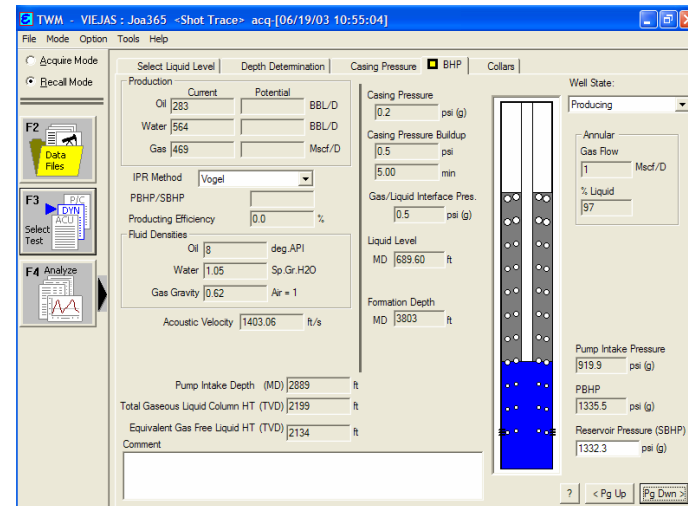 TWM - VIEJAS : Joa365 <Shot Trace> acq-[06/19/03 10:55:04]
File Mode Option Tools Help
Acquire Mode
Recall Mode
F2
Data
Files
F3
P/C
DYN
ACU
Select
Test
F4 Analyze
Select Liquid Level
Depth Determination
Casing Pressure
BHP
Collars
Production
Current Potential
Oil 283 BBL/D
Water 564 BBL/D
Gas 469 Mscf/D
IPR Method Vogel
PBHP/SBHP
Producting Efficiency 0.0 %
Fluid Densities
Oil 8 deg.API
Water 1.05 Sp.Gr.H2O
Gas Gravity 0.62 Air = 1
Acoustic Velocity 1403.06 ft/s
Pump Intake Depth (MD) 2889 ft
Total Gaseous Liquid Column HT (TVD) 2199 ft
Equivalent Gas Free Liquid HT (TVD) 2134 ft
Comment
Casing Pressure
0.2 psi (g)
Casing Pressure Buildup
0.5 psi
5.00 min
Gas/Liquid Interface Pres.
0.5 psi (g)
Liquid Level
MD 689.60 ft
Formation Depth
MD 3803 ft
Well State:
Producing
Annular
Gas Flow
1 Mscf/D
% Liquid
97
Pump Intake Pressure
919.9 psi (g)
PBHP
1335.5 psi (g)
Reservoir Pressure (SBHP)
1332.3 psi (g)
? < Pg Up Pg Dwn >